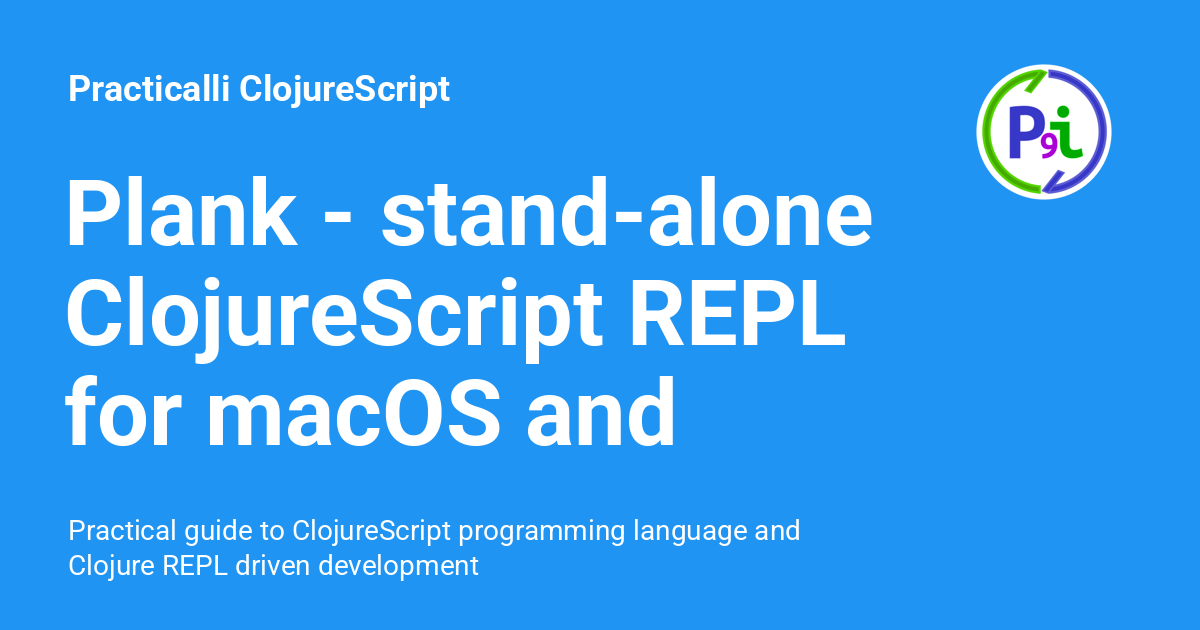 Practicalli ClojureScript
P9i
Plank - stand-alone
ClojureScript REPL
for macOS and
Practical guide to ClojureScript programming language and
Clojure REPL driven development